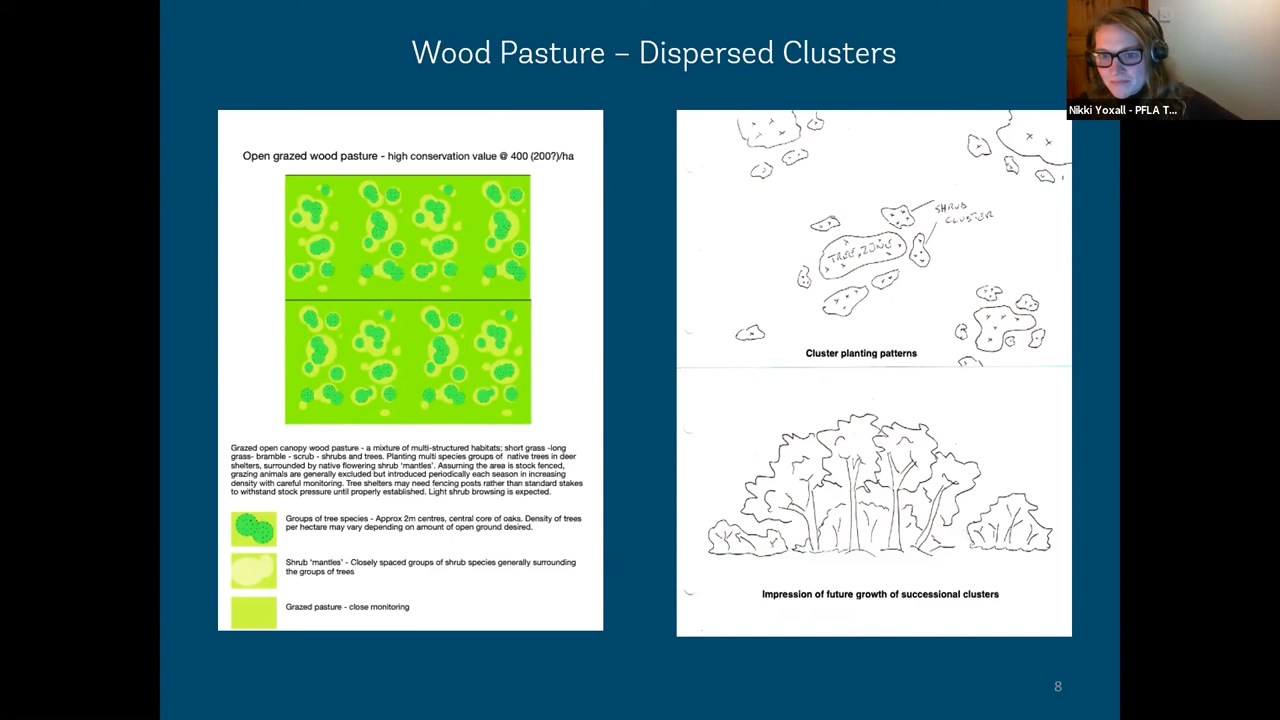 Wood Pasture – Dispersed Clusters
Nikki Yoxall - PFLA T...
Open grazed wood pasture - high conservation value @ 400 (200?)/ha
Grazed open canopy wood pasture - a mixture of multi-structured habitats; short grass -long
grass- bramble - scrub - shrubs and trees. Planting multi species groups of native trees in deer
shelters, surrounded by native flowering shrub 'mantles'. Assuming the area is stock fenced,
grazing animals are generally excluded but introduced periodically each season in increasing
density with careful monitoring. Tree shelters may need fencing posts rather than standard stakes
to withstand stock pressure until properly established. Light shrub browsing is expected.
Groups of tree species - Approx 2m centres, central core of oaks. Density of trees
per hectare may vary depending on amount of open ground desired.
Shrub 'mantles' - Closely spaced groups of shrub species generally surrounding
the groups of trees
Grazed pasture - close monitoring
SHRUB
CLUSTER
TREE ZONE
Cluster planting patterns
Impression of future growth of successional clusters
8